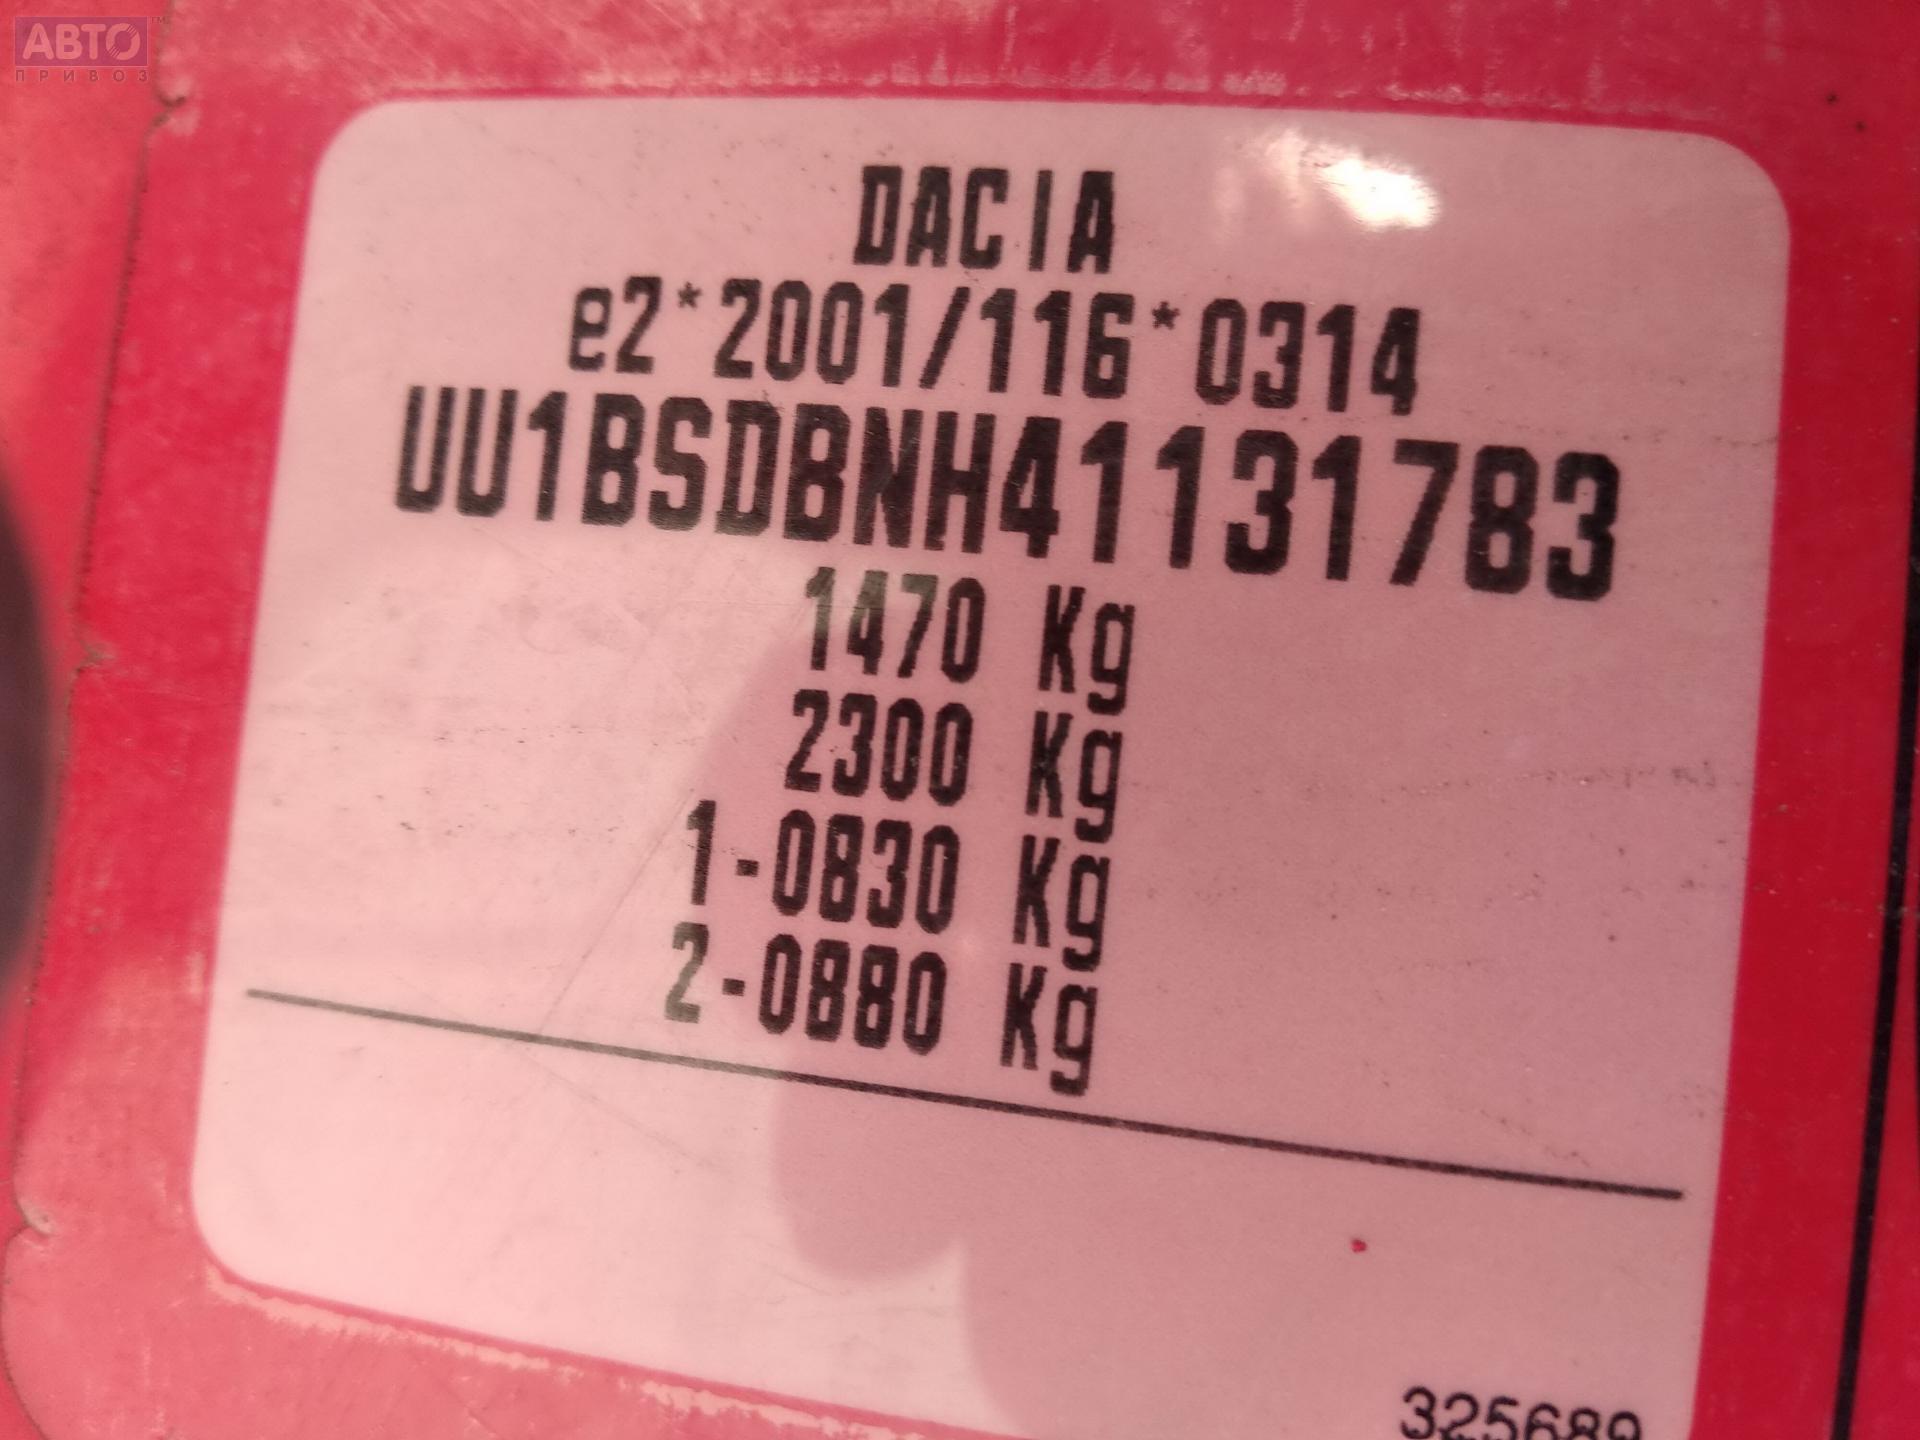 АВТО
ПРИВОЗ
DACIA
e2*2001/116*0314
UU1BSDBNH41131783
1470 Kg
2300 Kg
1-0830 Kg
2-0880 Kg
325689